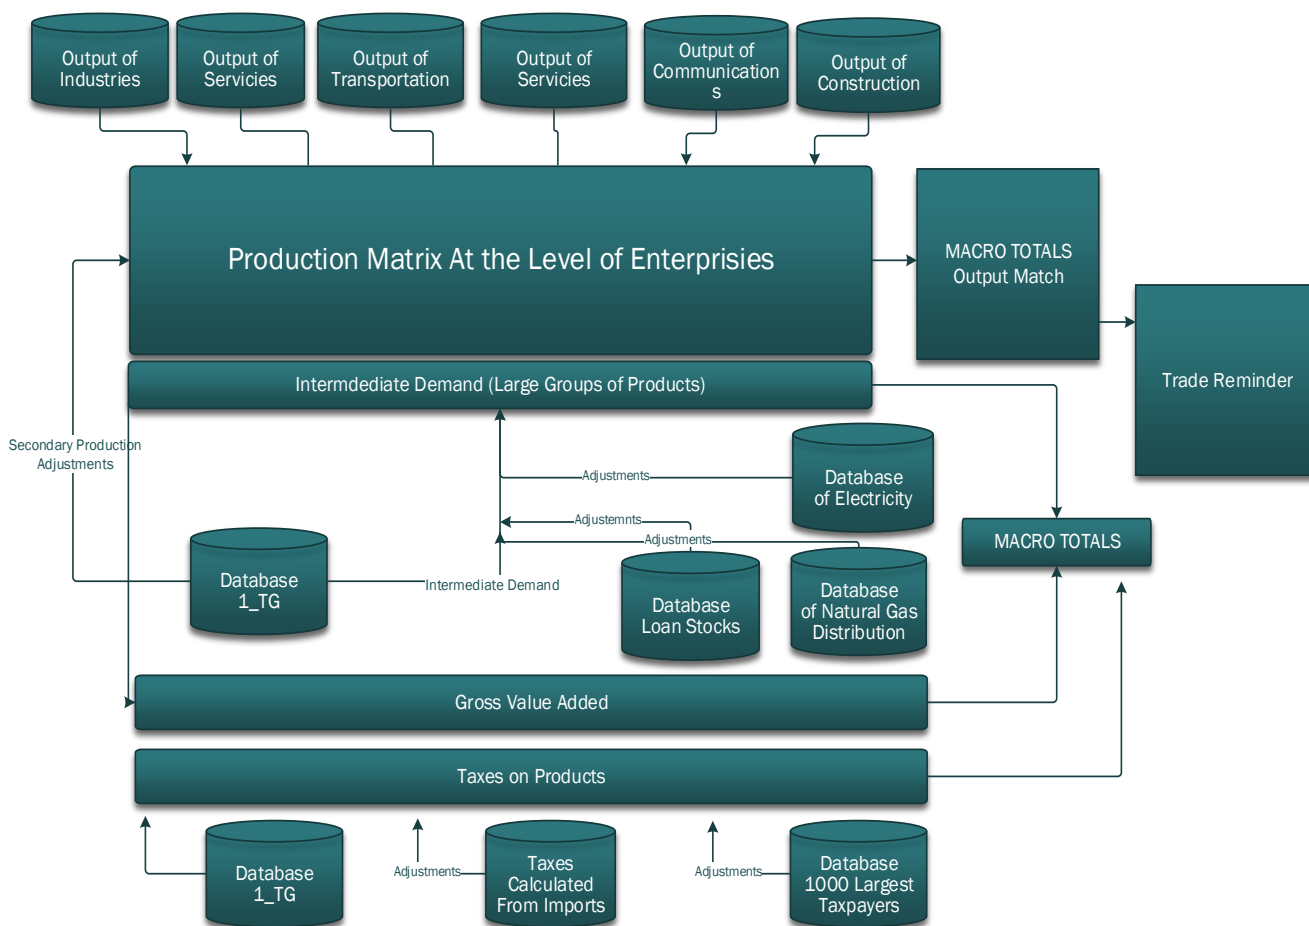 Output of
Industries
Output of
Servicies
Output of
Transportation
Output of
Servicies
Output of
Communication
s
Output of
Construction
Production Matrix At the Level of Enterprisies
MACRO TOTALS
Output Match
Trade Reminder
Intermdediate Demand (Large Groups of Products)
Secondary Production
Adjustments
Adjustments
Database
of Electricity
Adjustemnts
Adjustments
MACRO TOTALS
Database
1_TG
Intermediate Demand
Database
Loan Stocks
Database
of Natural Gas
Distribution
Gross Value Added
Taxes on Products
Database
1_TG
Adjustments
Taxes
Calculated
From Imports
Adjustments
Database
1000 Largest
Taxpayers